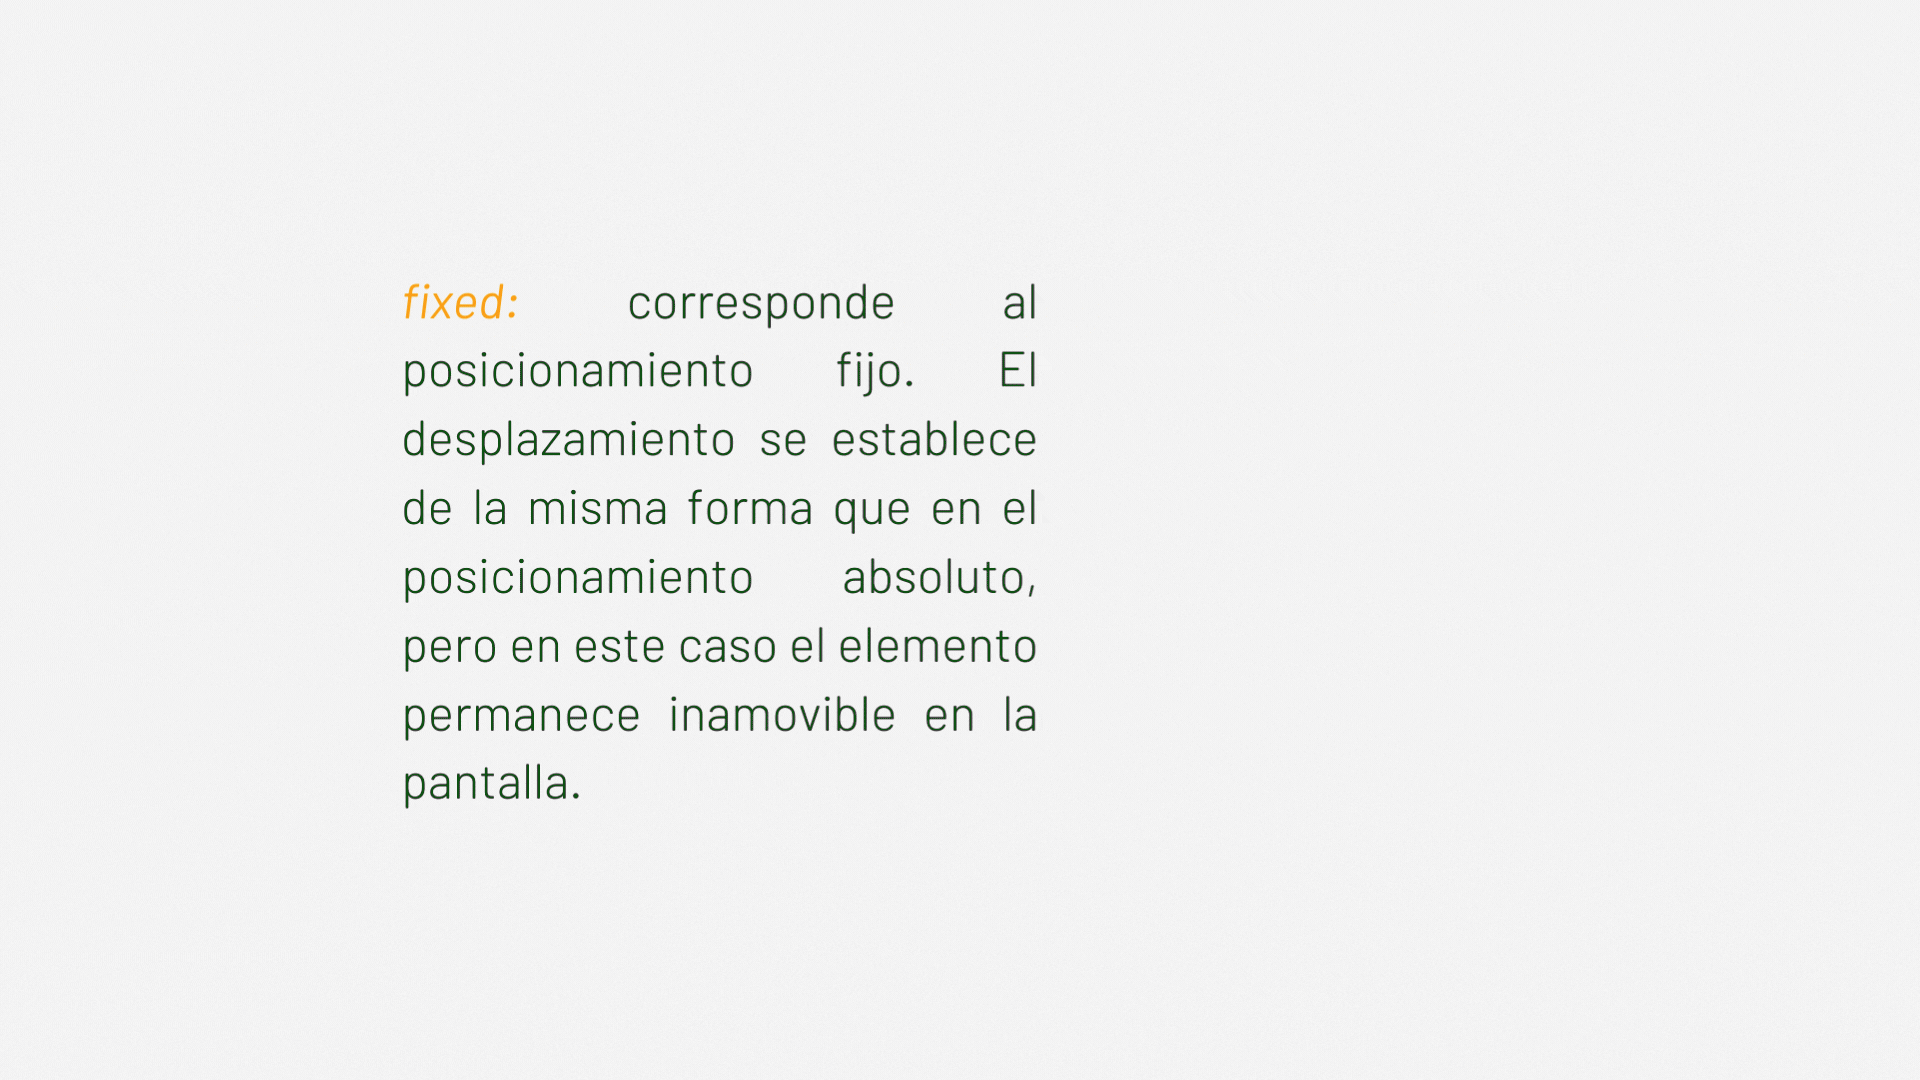 fixed: corresponde al
posicionamiento fijo. El
desplazamiento se establece
de la misma forma que en el
posicionamiento absoluto,
pero en este caso el elemento
permanece inamovible en la
pantalla.